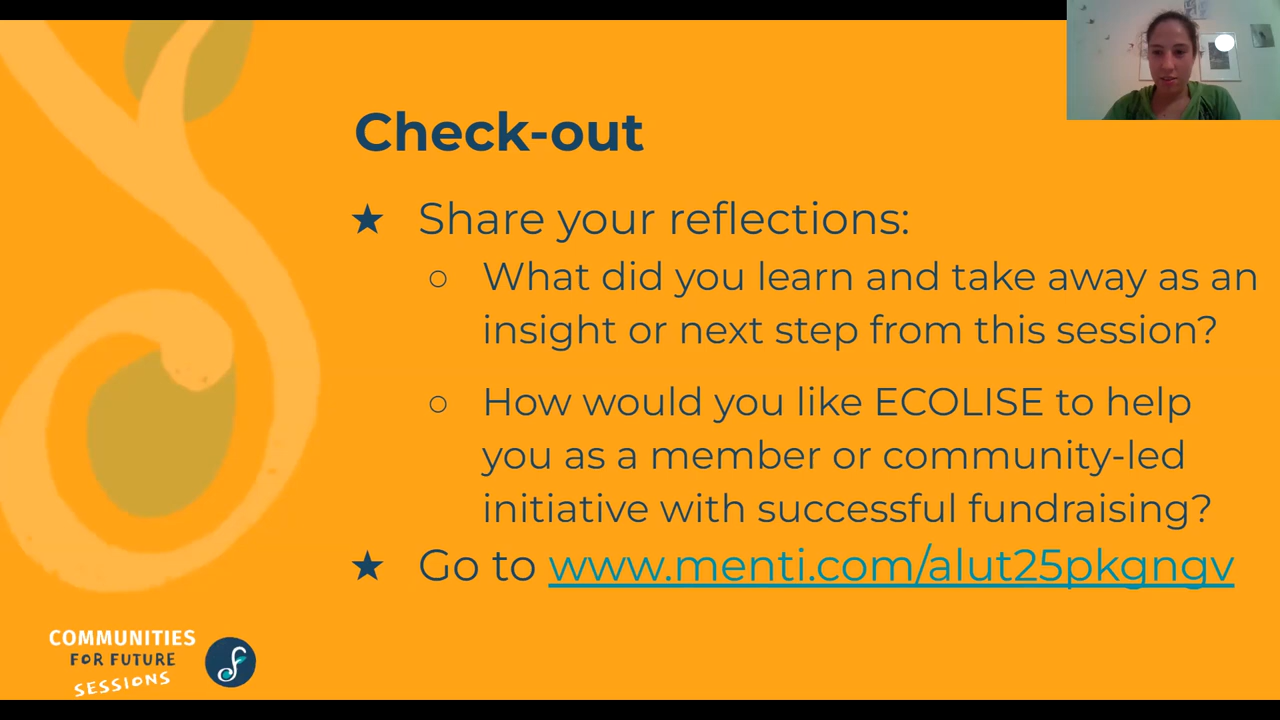 Check-out
★ Share your reflections:
○ What did you learn and take away as an
insight or next step from this session?
○ How would you like ECOLISE to help
you as a member or community-led
initiative with successful fundraising?
★ Go to www.menti.com/alut25pkgngv
COMMUNITIES
FOR FUTURE
SESSIONS